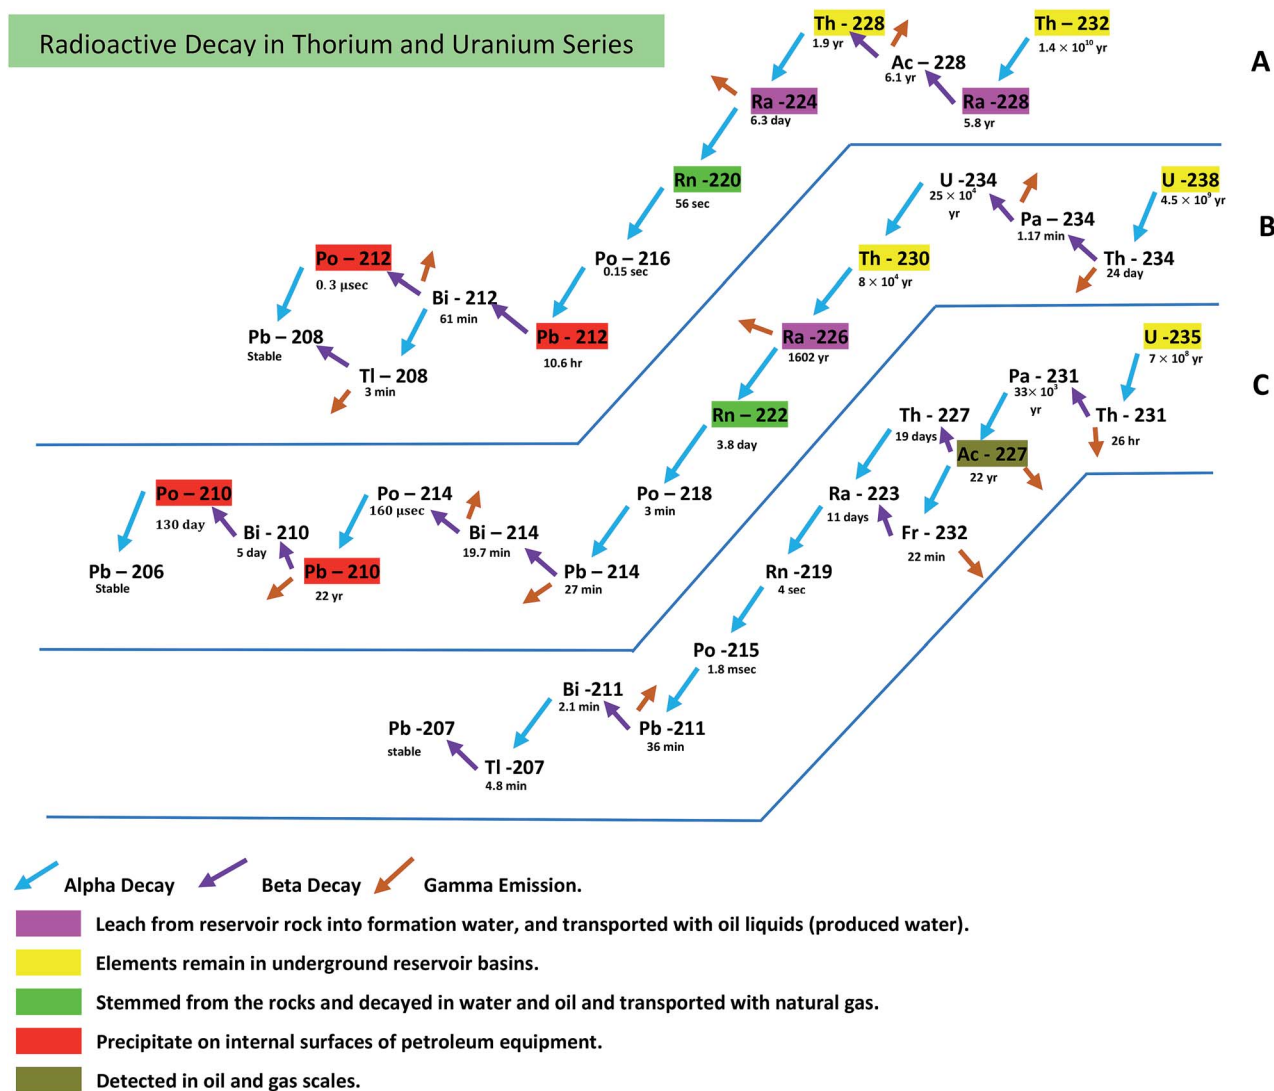 Radioactive Decay in Thorium and Uranium Series
Th - 228
1.9 yr
Th – 232
1.4 × 10¹⁰ yr
A
Ac – 228
6.1 yr
Ra -224
6.3 day
Ra -228
5.8 yr
Rn -220
56 sec
Po – 216
0.15 sec
Po – 212
0.3 µsec
Bi - 212
61 min
Pb – 208
Stable
Pb - 212
10.6 hr
Tl – 208
3 min
U -234
25 × 10⁴
yr
U -238
4.5 × 10⁹ yr
B
Pa – 234
1.17 min
Th - 230
8 × 10⁴ yr
Th - 234
24 day
Ra -226
1602 yr
Rn – 222
3.8 day
Po – 218
3 min
Po – 210
130 day
Po – 214
160 µsec
Bi - 210
5 day
Bi – 214
19.7 min
Pb – 206
Stable
Pb – 210
22 yr
Pb – 214
27 min
U -235
7 × 10⁸ yr
C
Pa - 231
33× 10³
yr
Th - 227
19 days
Th – 231
26 hr
Ac - 227
22 yr
Ra - 223
11 days
Fr – 232
22 min
Rn -219
4 sec
Po -215
1.8 msec
Bi -211
2.1 min
Pb -207
stable
Pb -211
36 min
Tl -207
4.8 min
Alpha Decay
Beta Decay
Gamma Emission.
Leach from reservoir rock into formation water, and transported with oil liquids (produced water).
Elements remain in underground reservoir basins.
Stemmed from the rocks and decayed in water and oil and transported with natural gas.
Precipitate on internal surfaces of petroleum equipment.
Detected in oil and gas scales.